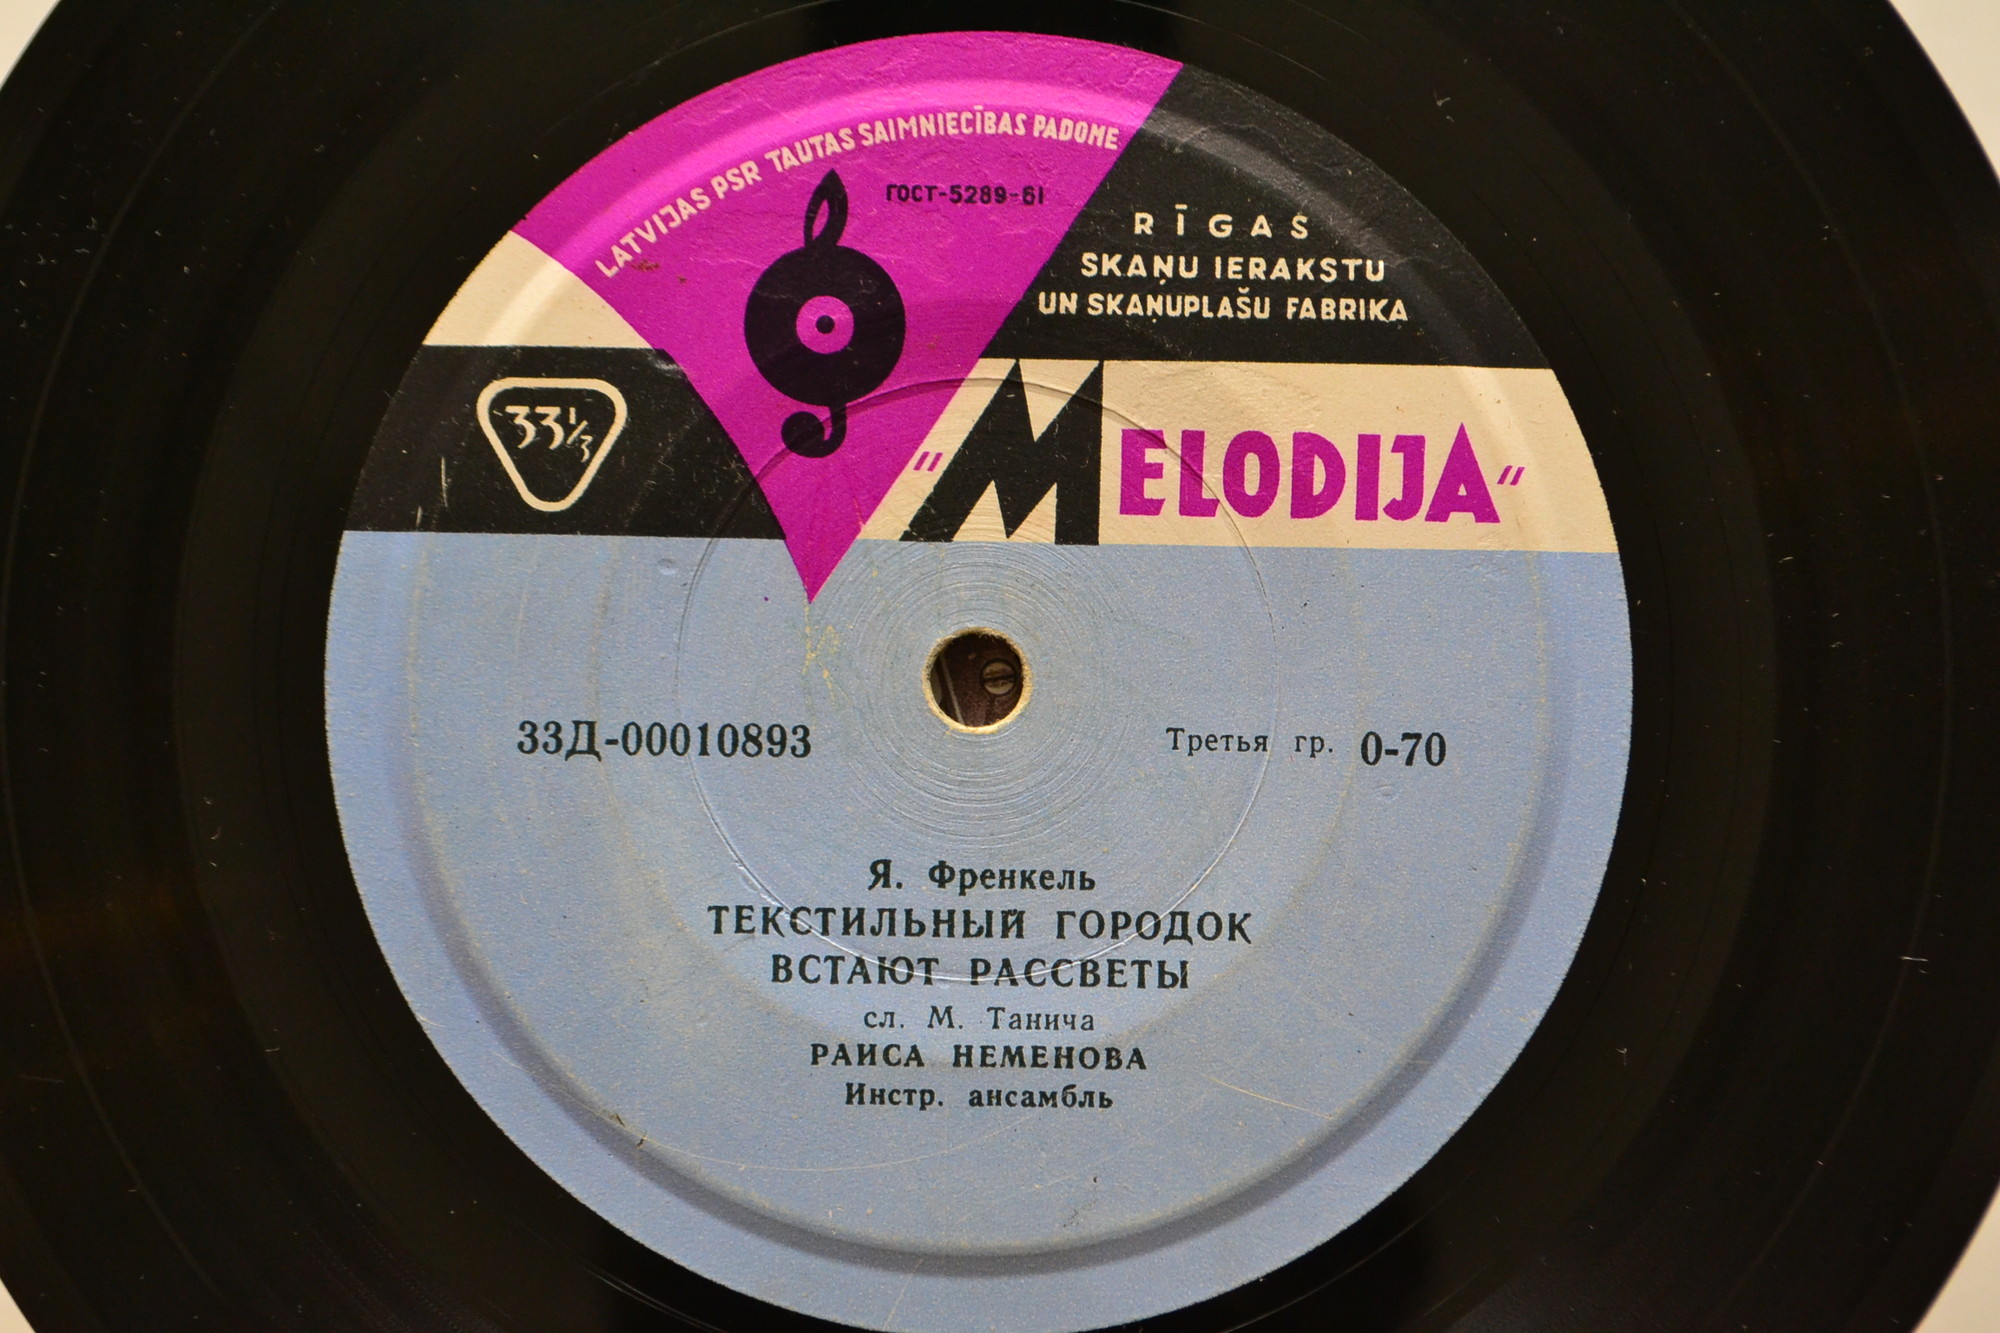 LATVIJAS PSR TAUTAS SAIMNIECĪBAS PADOME
ГОСТ-5289-61
RĪGAS
SKAŅU IERAKSTU
UN SKAŅUPLAŠU FABRIKA
33⅓
"MELODIJA"
33Д-00010893
Третья гр. 0-70
Я. Френкель
ТЕКСТИЛЬНЫЙ ГОРОДОК
ВСТАЮТ РАССВЕТЫ
сл. М. Танича
РАИСА НЕМЕНОВА
Инстр. ансамбль